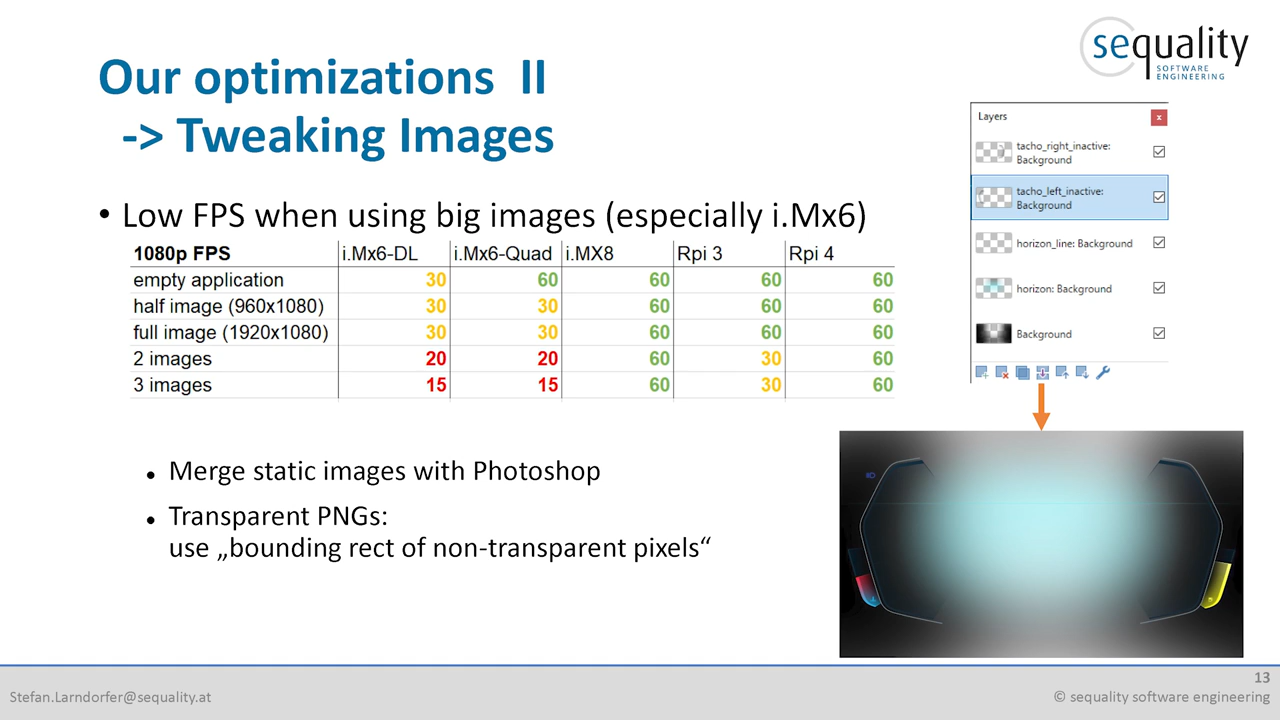 sequality
SOFTWARE
ENGINEERING
Our optimizations II
-> Tweaking Images
• Low FPS when using big images (especially i.Mx6)
1080p FPS i.Mx6-DL i.Mx6-Quad i.MX8 Rpi 3 Rpi 4
empty application 30 60 60 60 60
half image (960x1080) 30 30 60 60 60
full image (1920x1080) 30 30 60 60 60
2 images 20 20 60 30 60
3 images 15 15 60 30 60
• Merge static images with Photoshop
• Transparent PNGs:
use „bounding rect of non-transparent pixels“
Layers
x
tacho_right_inactive:
Background
tacho_left_inactive:
Background
horizon_line: Background
horizon: Background
Background
13
Stefan.Larndorfer@sequality.at
© sequality software engineering